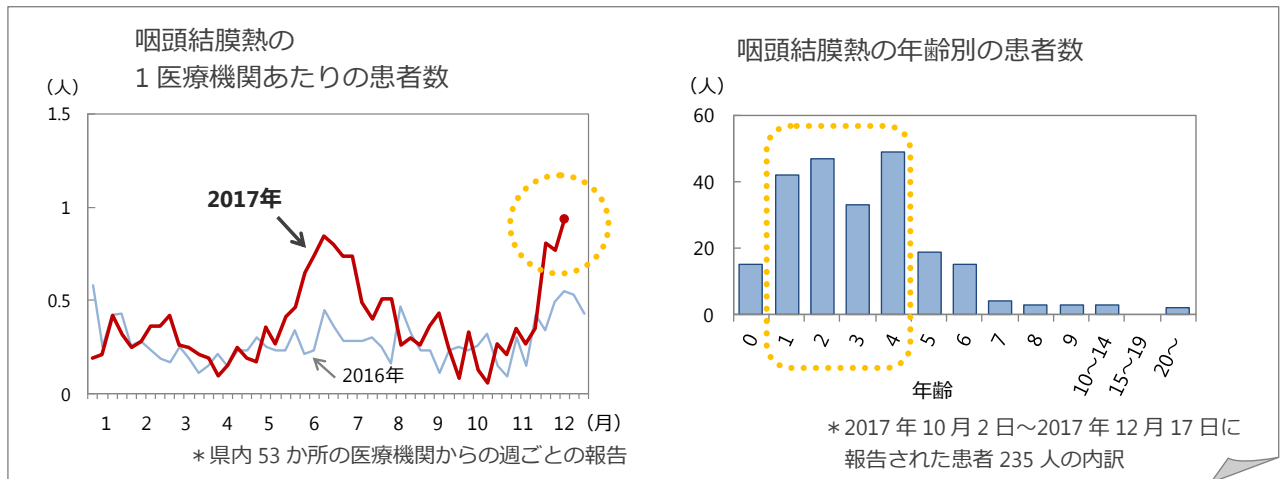 咽頭結膜熱の
1 医療機関あたりの患者数
（人）
1.5
1
0.5
0
2017年
2016年
1 2 3 4 5 6 7 8 9 10 11 12 （月）
＊県内 53 か所の医療機関からの週ごとの報告
咽頭結膜熱の年齢別の患者数
（人）
60
40
20
0
0 1 2 3 4 5 6 7 8 9 10～14 15～19 20～
年齢
＊2017 年 10 月 2 日～2017 年 12 月 17 日に
報告された患者 235 人の内訳